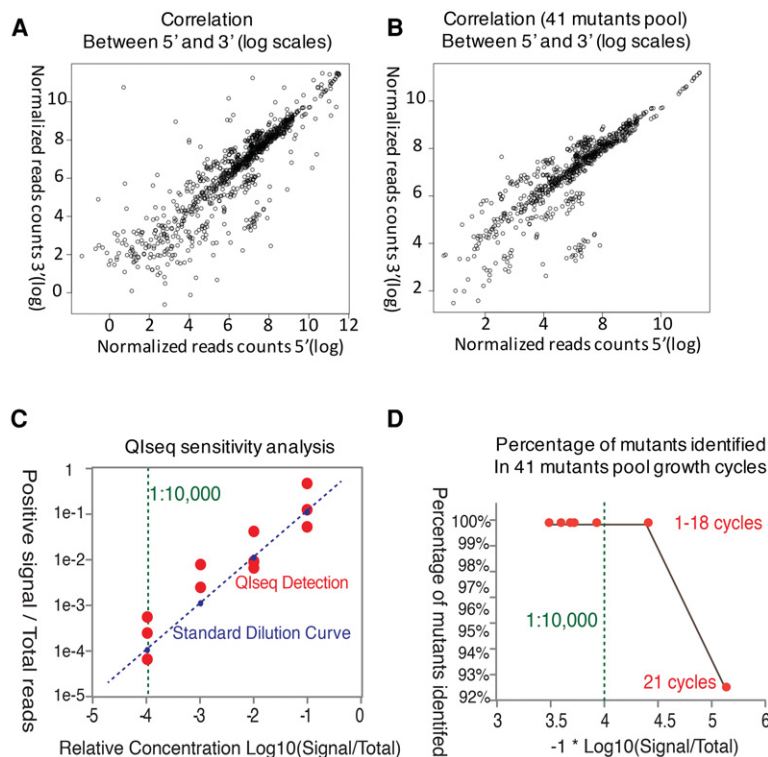 A
Correlation
Between 5' and 3' (log scales)
Normalized reads counts 3'(log)
10
8
6
4
2
0
0 2 4 6 8 10 12
Normalized reads counts 5'(log)
B
Correlation (41 mutants pool)
Between 5' and 3' (log scales)
Normalized reads counts 3'(log)
10
8
6
4
2
2 4 8 10
Normalized reads counts 5'(log)
C
QIseq sensitivity analysis
Positive signal / Total reads
1
1e-1
1e-2
1e-3
1e-4
1e-5
1:10,000
QIseq Detection
Standard Dilution Curve
-5 -4 -3 -2 -1 0
Relative Concentration Log10(Signal/Total)
D
Percentage of mutants identified
In 41 mutants pool growth cycles
Percentage of mutants identifed
100%
99%
98%
97%
96%
95%
94%
93%
92%
1-18 cycles
1:10,000
21 cycles
3 3.5 4 4.5 5 5.5 6
-1 * Log10(Signal/Total)